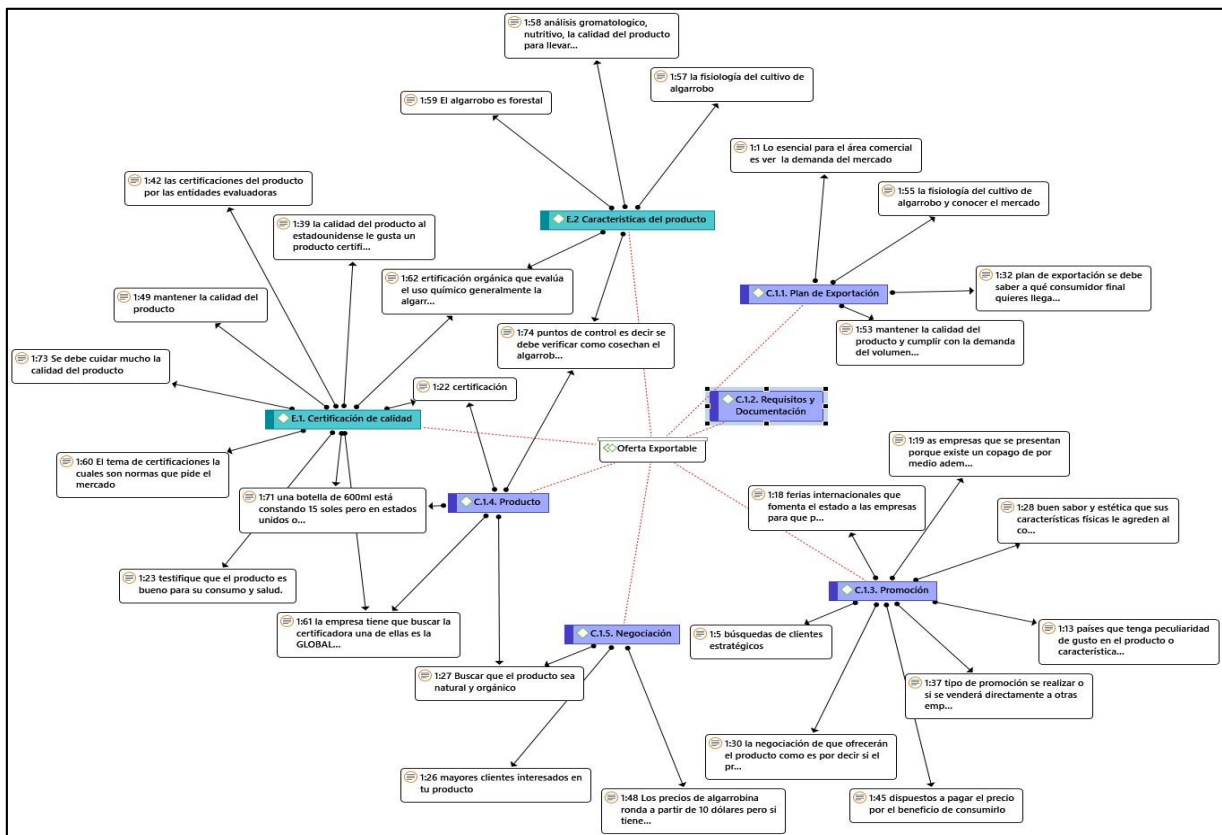 1:58 análisis gromatologico,
nutritivo, la calidad del producto
para llevar...
1:57 la fisiología del cultivo de
algarrobo
1:59 El algarrobo es forestal
1:1 Lo esencial para el área comercial
es ver la demanda del mercado
1:42 las certificaciones del producto
por las entidades evaluadoras
1:55 la fisiología del cultivo de
algarrobo y conocer el mercado
1:39 la calidad del producto al
estadounidense le gusta un
producto certifi...
E.2 Caracteristicas del producto
1:62 ertificación orgánica que evalúa
el uso químico generalmente la
algarr...
1:32 plan de exportación se debe
saber a qué consumidor final
quieres llega...
C.1.1. Plan de Exportación
1:49 mantener la calidad del
producto
1:74 puntos de control es decir se
debe verificar como cosechan el
algarrob...
1:53 mantener la calidad del
producto y cumplir con la demanda
del volumen...
1:73 Se debe cuidar mucho la
calidad del producto
1:22 certificación
C.1.2. Requisitos y
Documentación
E.1. Certificación de calidad
Oferta Exportable
1:19 as empresas que se presentan
porque existe un copago de por
medio adem...
1:60 El tema de certificaciones la
cuales son normas que pide el
mercado
1:71 una botella de 600ml está
constando 15 soles pero en estados
unidos o...
C.1.4. Producto
1:18 ferias internacionales que
fomenta el estado a las empresas
para que p...
1:28 buen sabor y estética que sus
características físicas le agreden al
co...
1:23 testifique que el producto es
bueno para su consumo y salud.
C.1.3. Promoción
1:61 la empresa tiene que buscar la
certificadora una de ellas es la
GLOBAL...
C.1.5. Negociación
1:5 búsquedas de clientes
estratégicos
1:13 países que tenga peculiaridad
de gusto en el producto o
característica...
1:27 Buscar que el producto sea
natural y orgánico
1:37 tipo de promoción se realizar o
si se venderá directamente a otras
emp...
1:30 la negociación de que ofrecerán
el producto como es por decir si el
pr...
1:26 mayores clientes interesados en
tu producto
1:48 Los precios de algarrobina
ronda a partir de 10 dólares pero si
tiene...
1:45 dispuestos a pagar el precio
por el beneficio de consumirlo